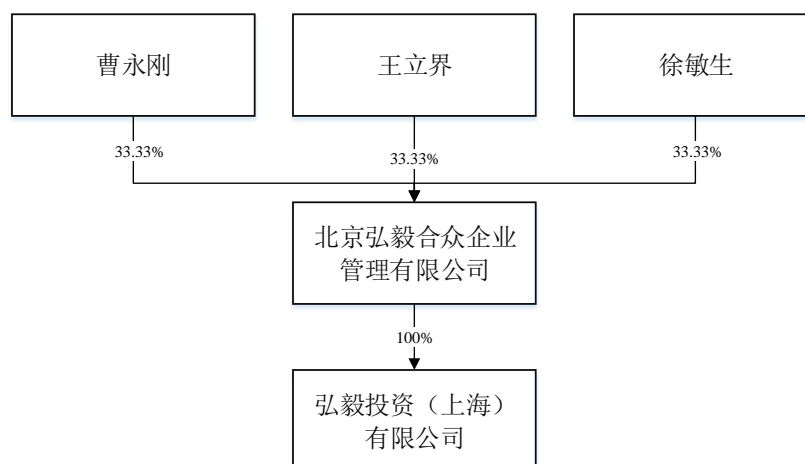 曹永刚
王立界
徐敏生
33.33%
33.33%
33.33%
北京弘毅合众企业
管理有限公司
100%
弘毅投资（上海）
有限公司